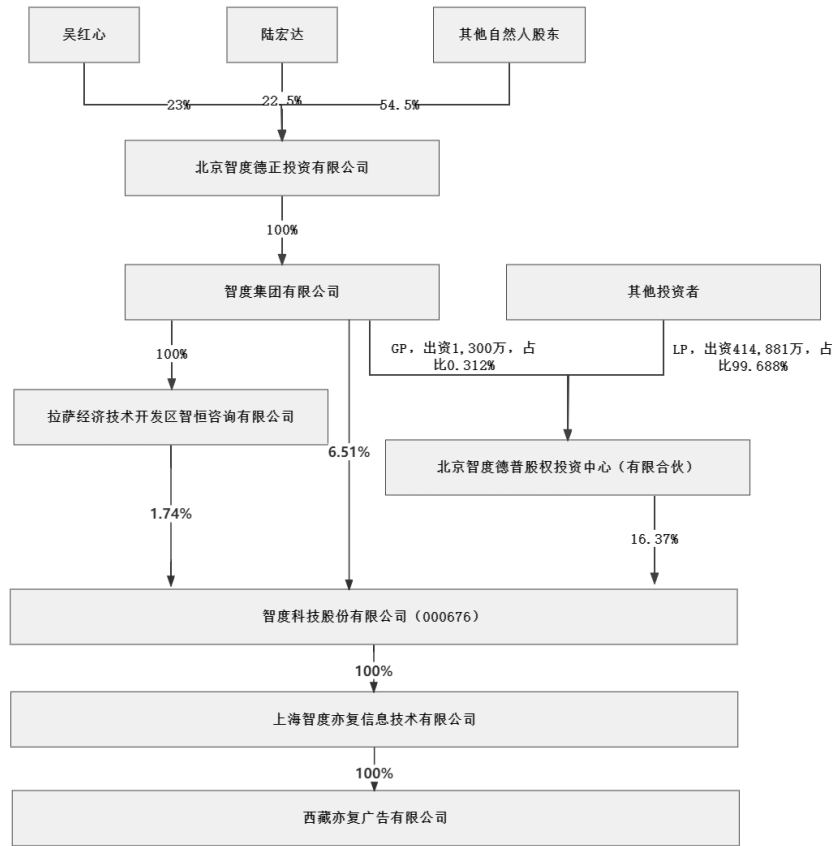 吴红心
陆宏达
其他自然人股东
23%
22.5%
54.5%
北京智度德正投资有限公司
100%
智度集团有限公司
其他投资者
100%
GP，出资1,300万，占
比0.312%
LP，出资414,881万，占
比99.688%
拉萨经济技术开发区智恒咨询有限公司
6.51%
北京智度德普股权投资中心（有限合伙）
1.74%
16.37%
智度科技股份有限公司（000676）
100%
上海智度亦复信息技术有限公司
100%
西藏亦复广告有限公司